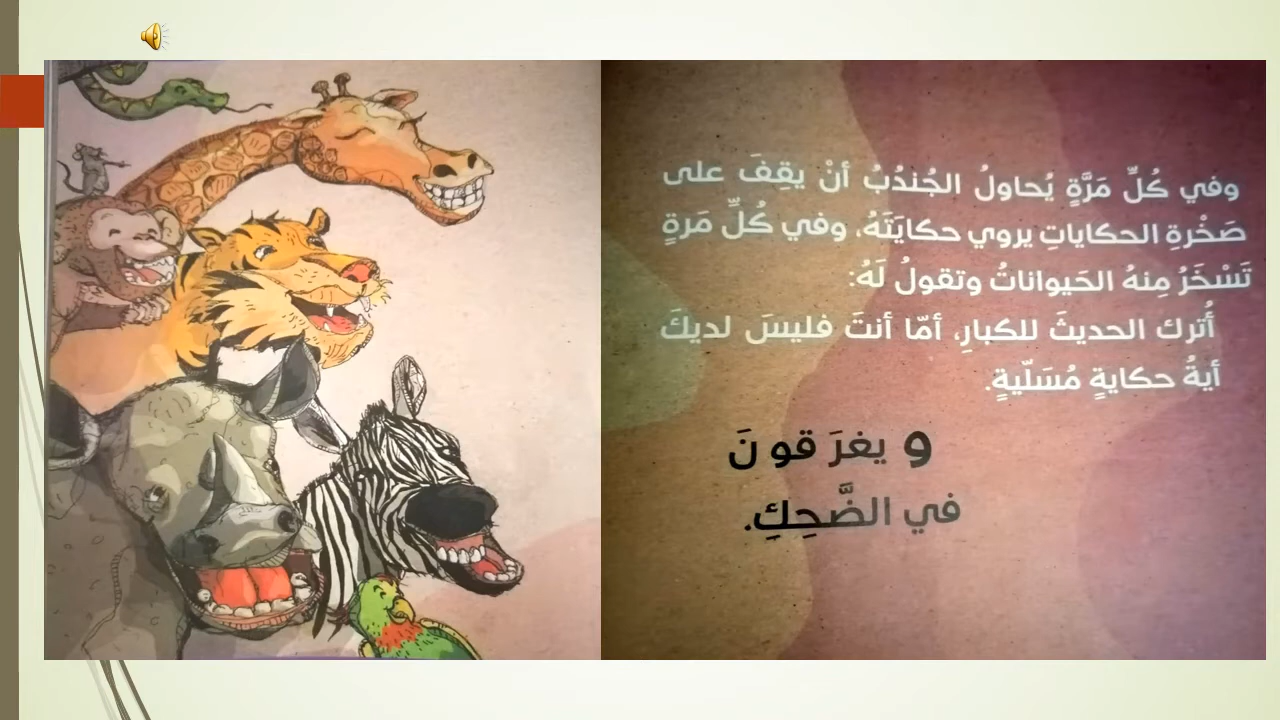 وفي كُلِّ مَرَّةٍ يُحاولُ الجُندُبُ أنْ يقِفَ على
صَخْرةِ الحكاياتِ يروي حكايَتَهُ، وفي كُلِّ مَرةٍ
تَسْخَرُ مِنهُ الحَيواناتُ وتقولُ لَهُ:
أُترك الحديثَ للكبارِ، أمّا أنتَ فليسَ لديكَ
أيةُ حكايةٍ مُسَلّيةٍ.
و يغرَ قو نَ
في الضَّحِكِ.